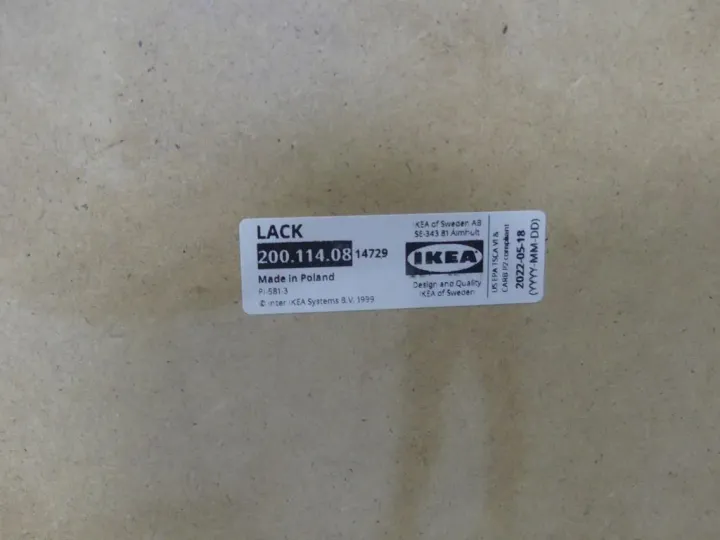 LACK
200.114.08 14729
Made in Poland
PI-581.3
© Inter IKEA Systems B.V. 1999
IKEA of Sweden AB
SE-343 81 Älmhult
IKEA
Design and Quality
IKEA of Sweden
US EPA TSCA VI &
CARB P2 compliant
2022-05-18
(YYYY-MM-DD)